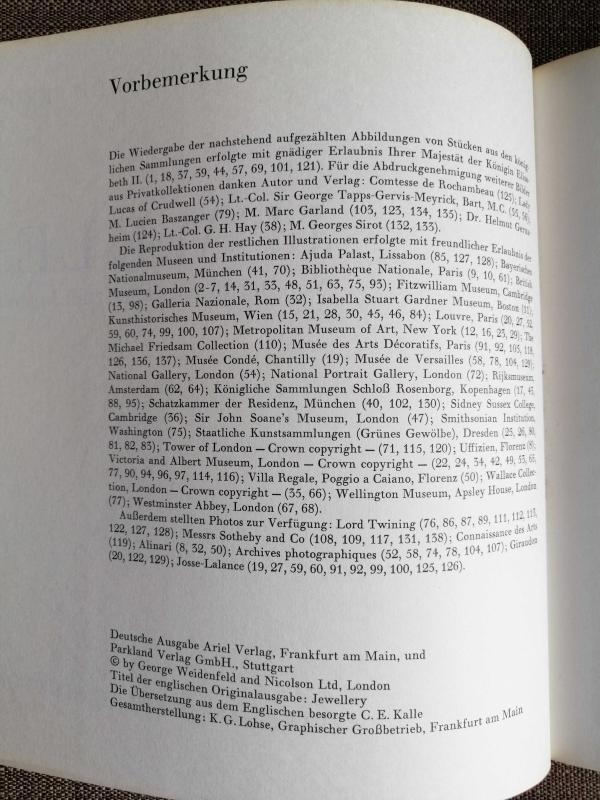 Vorbemerkung
Die Wiedergabe der nachstehend aufgezählten Abbildungen von Stücken aus den könig-
lichen Sammlungen erfolgte mit gnädiger Erlaubnis Ihrer Majestät der Königin Elisa-
beth II. (1, 18, 37, 39, 44, 57, 69, 101, 121). Für die Abdruckgenehmigung weiterer Bilder
aus Privatkollektionen danken Autor und Verlag: Comtesse de Rochambeau (125); Lady
Lucas of Crudwell (54); Lt.-Col. Sir George Tapps-Gervis-Meyrick, Bart, M.C. (55, 56);
M. Lucien Baszanger (79); M. Marc Garland (103, 123, 134, 135); Dr. Helmut Gerns-
heim (124); Lt.-Col. G. H. Hay (38); M. Georges Sirot (132, 133).
Die Reproduktion der restlichen Illustrationen erfolgte mit freundlicher Erlaubnis der
folgenden Museen und Institutionen: Ajuda Palast, Lissabon (85, 127, 128); Bayerisches
Nationalmuseum, München (41, 70); Bibliothèque Nationale, Paris (9, 10, 61); British
Museum, London (2–7, 14, 31, 33, 48, 51, 63, 75, 93); Fitzwilliam Museum, Cambridge
(13, 98); Galleria Nazionale, Rom (32); Isabella Stuart Gardner Museum, Boston
Kunsthistorisches Museum, Wien (15, 21, 28, 30, 45, 46, 84); Louvre, Paris (20, 27, 52,
59, 60, 74, 99, 100, 107); Metropolitan Museum of Art, New York (12, 16, 23, 29); The
Michael Friedsam Collection (110); Musée des Arts Décoratifs, Paris (91, 92, 105, 118,
126, 136, 137); Musée Condé, Chantilly (19); Musée de Versailles (58, 78, 104, 129);
National Gallery, London (54); National Portrait Gallery, London (72); Rijksmuseum,
Amsterdam (62, 64); Königliche Sammlungen Schloß Rosenborg, Kopenhagen (17, 43,
88, 95); Schatzkammer der Residenz, München (40, 102, 130); Sidney Sussex College,
Cambridge (36); Sir John Soane's Museum, London (47); Smithsonian Institution,
Washington (75); Staatliche Kunstsammlungen (Grünes Gewölbe), Dresden (25, 26, 80,
81, 82, 83); Tower of London — Crown copyright — (71, 115, 120); Uffizien, Florenz (8);
Victoria and Albert Museum, London — Crown copyright — (22, 24, 34, 42, 49, 53, 66,
77, 90, 94, 96, 97, 114, 116); Villa Regale, Poggio a Caiano, Florenz (50); Wallace Collec-
tion, London — Crown copyright — (35, 66); Wellington Museum, Apsley House, London
(77); Westminster Abbey, London (67, 68).
Außerdem stellten Photos zur Verfügung: Lord Twining (76, 86, 87, 89, 111, 112, 113,
122, 127, 128); Messrs Sotheby and Co (108, 109, 117, 131, 138); Connaissance des Arts
(119); Alinari (8, 32, 50); Archives photographiques (52, 58, 74, 78, 104, 107); Giraudon
(20, 122, 129); Josse-Lalance (19, 27, 59, 60, 91, 92, 99, 100, 125, 126).
Deutsche Ausgabe Ariel Verlag, Frankfurt am Main, und
Parkland Verlag GmbH., Stuttgart
© by George Weidenfeld and Nicolson Ltd, London
Titel der englischen Originalausgabe: Jewellery
Die Übersetzung aus dem Englischen besorgte C. E. Kalle
Gesamtherstellung: K. G. Lohse, Graphischer Großbetrieb, Frankfurt am Main